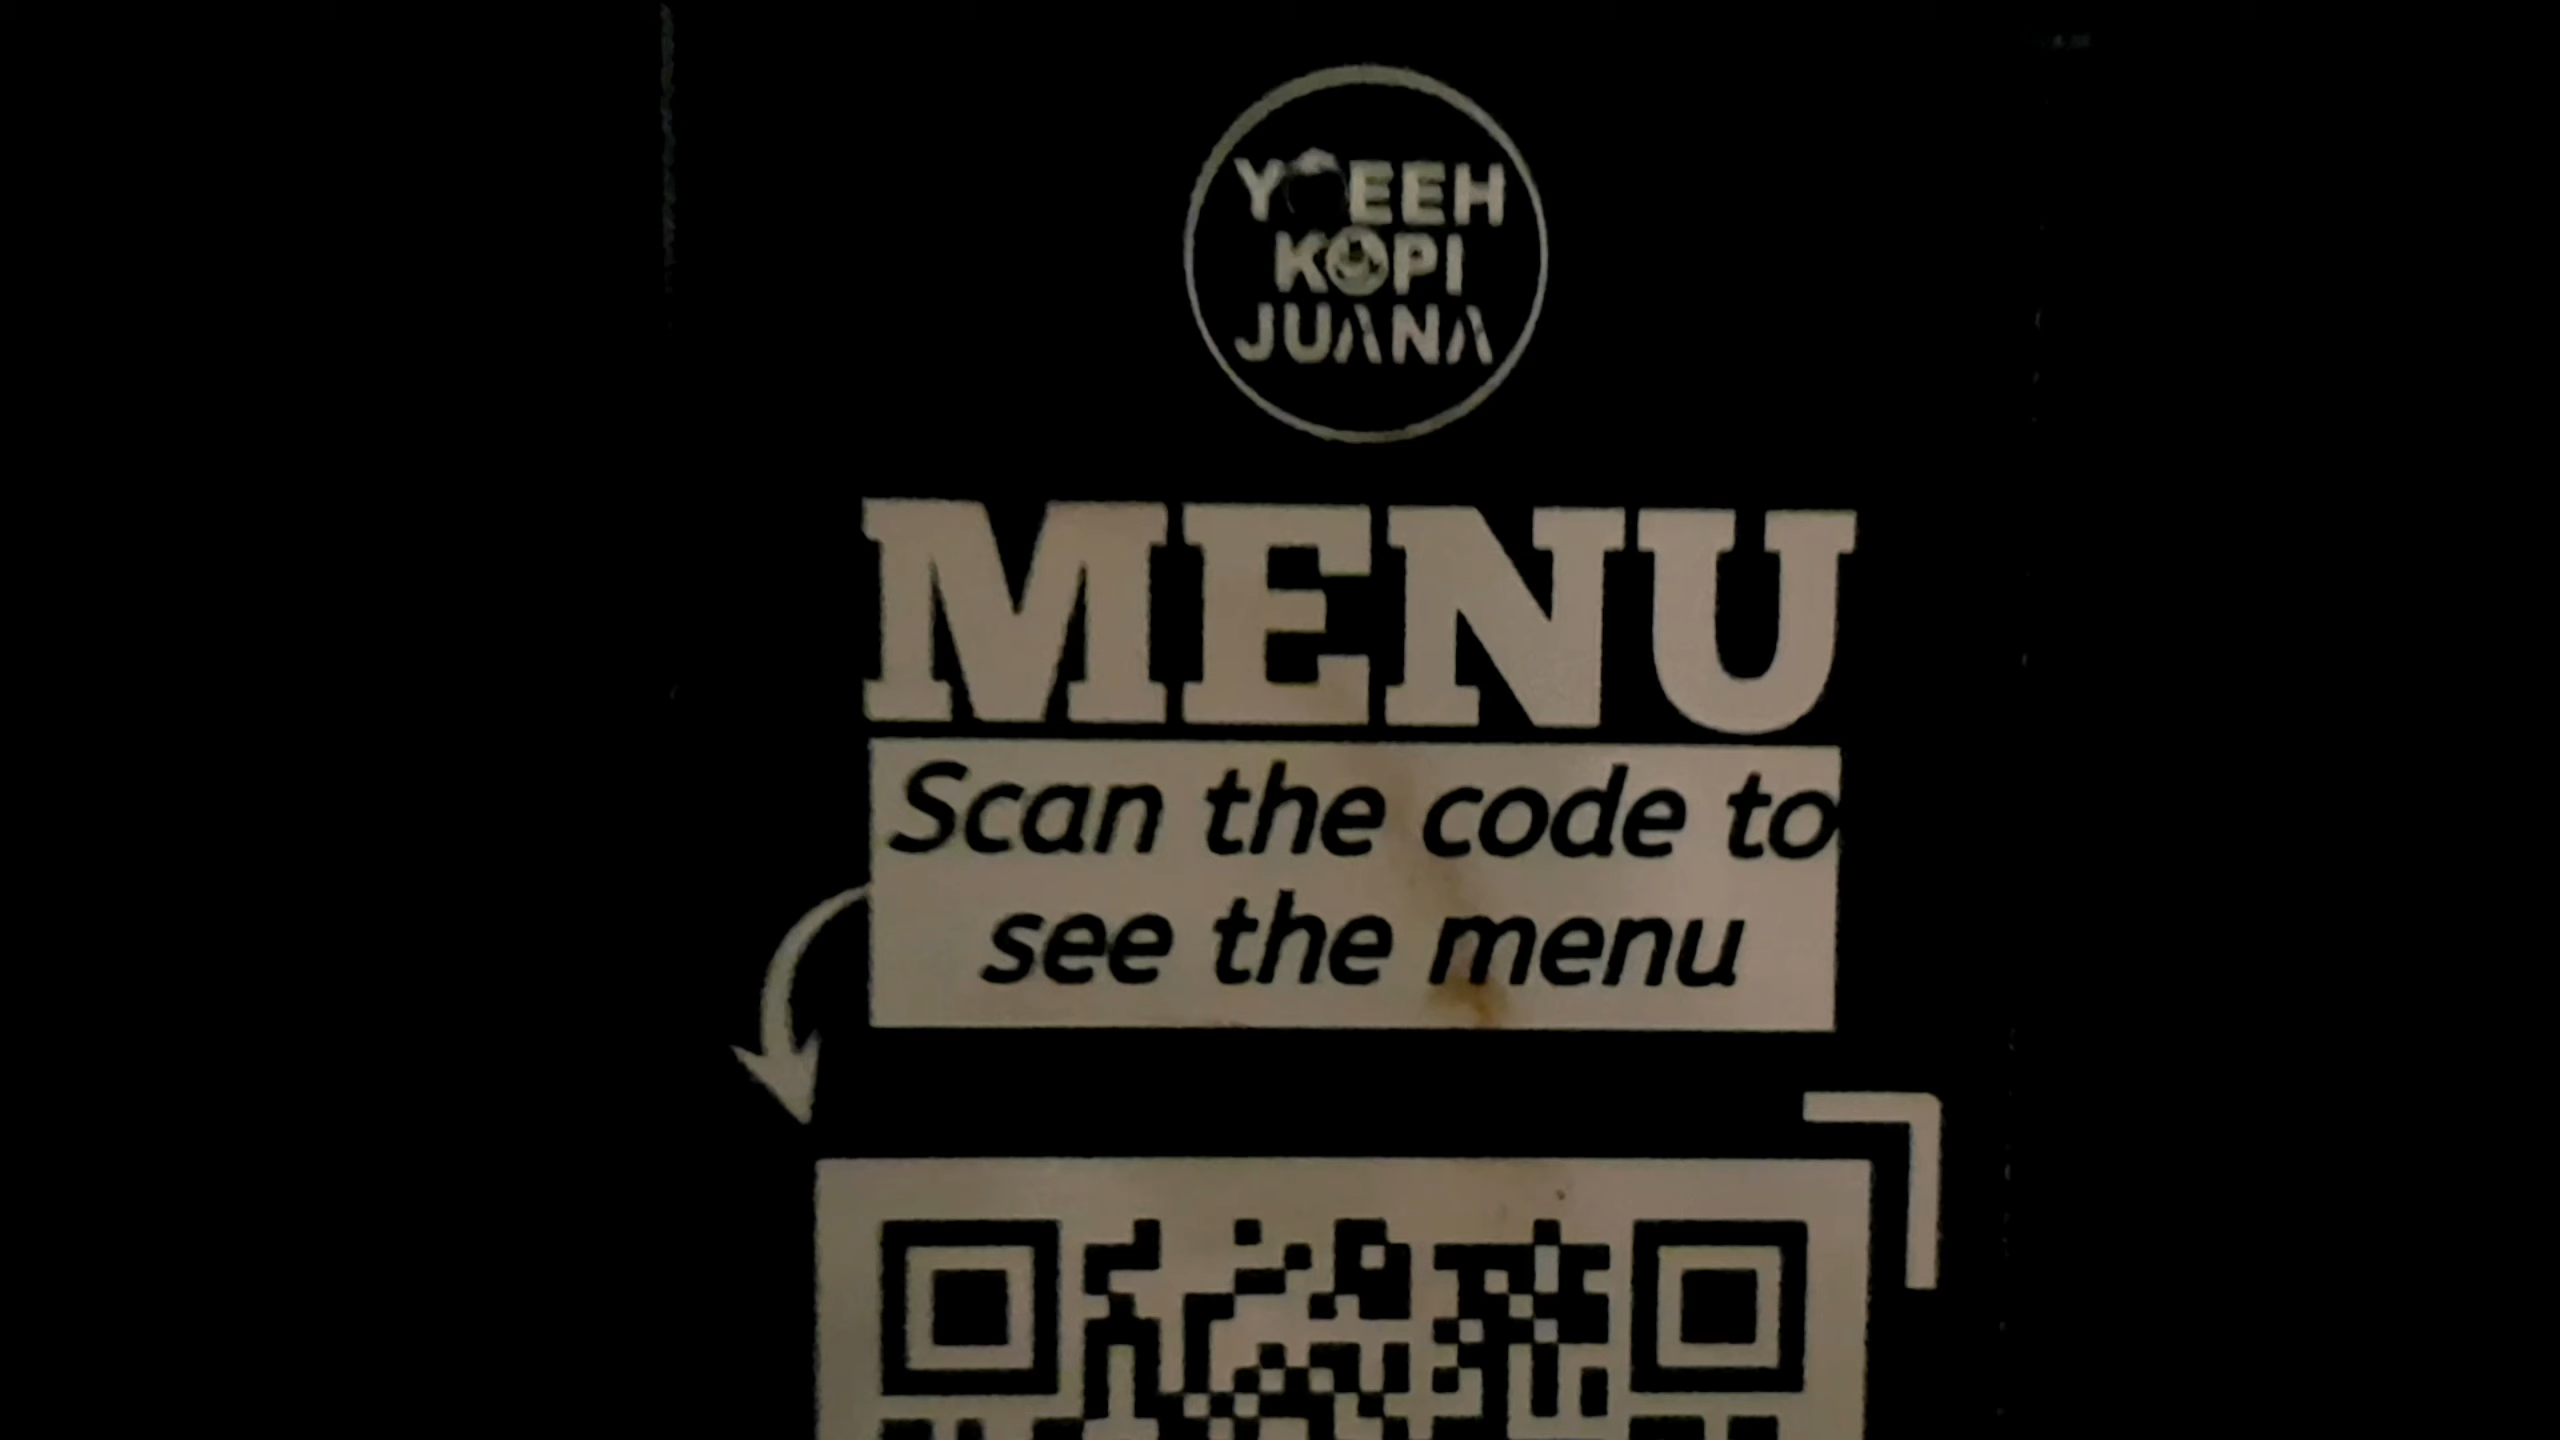 YOEEH
KOPI
JUANA
MENU
Scan the code to
see the menu